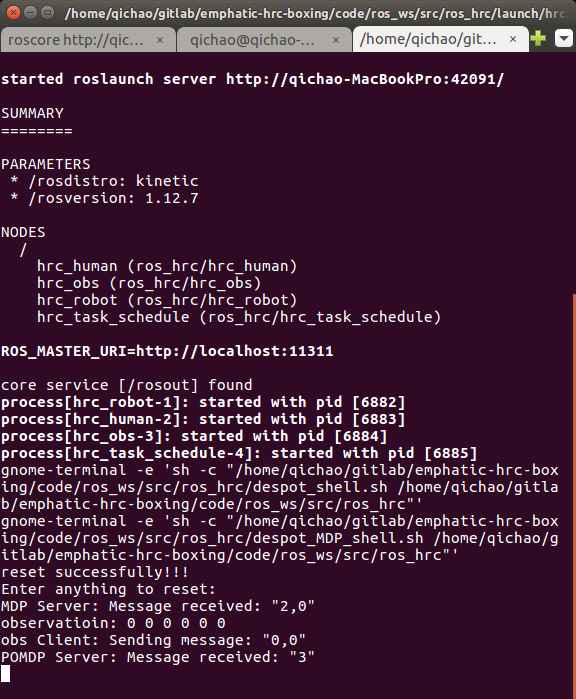 /home/qichao/gitlab/emphatic-hrc-boxing/code/ros_ws/src/ros_hrc/launch/hrc
roscore http://qic... ×
qichao@qichao-... ×
/home/qichao/git... ×
started roslaunch server http://qichao-MacBookPro:42091/
SUMMARY
========
PARAMETERS
* /rosdistro: kinetic
* /rosversion: 1.12.7
NODES
/
hrc_human (ros_hrc/hrc_human)
hrc_obs (ros_hrc/hrc_obs)
hrc_robot (ros_hrc/hrc_robot)
hrc_task_schedule (ros_hrc/hrc_task_schedule)
ROS_MASTER_URI=http://localhost:11311
core service [/rosout] found
process[hrc_robot-1]: started with pid [6882]
process[hrc_human-2]: started with pid [6883]
process[hrc_obs-3]: started with pid [6884]
process[hrc_task_schedule-4]: started with pid [6885]
gnome-terminal -e 'sh -c "/home/qichao/gitlab/emphatic-hrc-box
ing/code/ros_ws/src/ros_hrc/despot_shell.sh /home/qichao/gitla
b/emphatic-hrc-boxing/code/ros_ws/src/ros_hrc"'
gnome-terminal -e 'sh -c "/home/qichao/gitlab/emphatic-hrc-box
ing/code/ros_ws/src/ros_hrc/despot_MDP_shell.sh /home/qichao/g
itlab/emphatic-hrc-boxing/code/ros_ws/src/ros_hrc"'
reset successfully!!!
Enter anything to reset:
MDP Server: Message received: "2,0"
observatioin: 0 0 0 0 0 0
obs Client: Sending message: "0,0"
POMDP Server: Message received: "3"